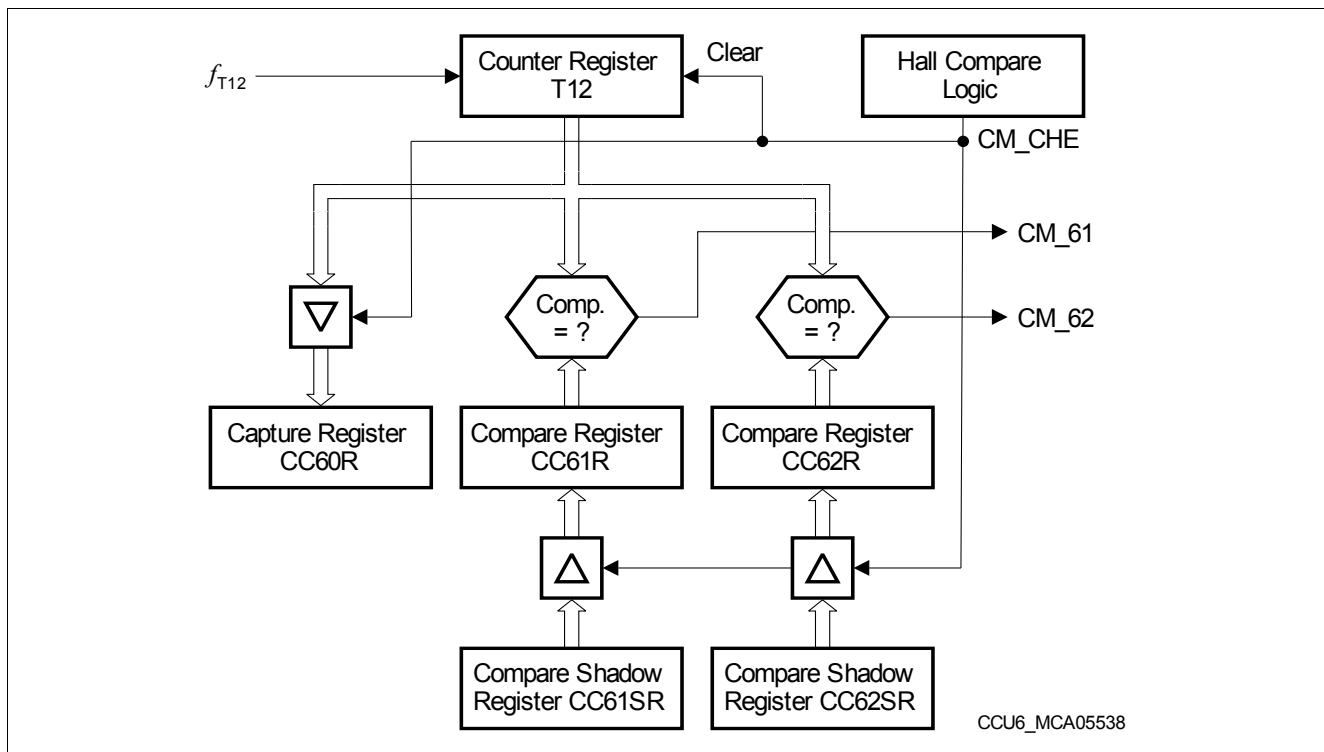 fT12
Counter Register
T12
Clear
Hall Compare
Logic
CM_CHE
CM_61
Comp.
= ?
Comp.
= ?
CM_62
Capture Register
CC60R
Compare Register
CC61R
Compare Register
CC62R
Compare Shadow
Register CC61SR
Compare Shadow
Register CC62SR
CCU6_MCA05538